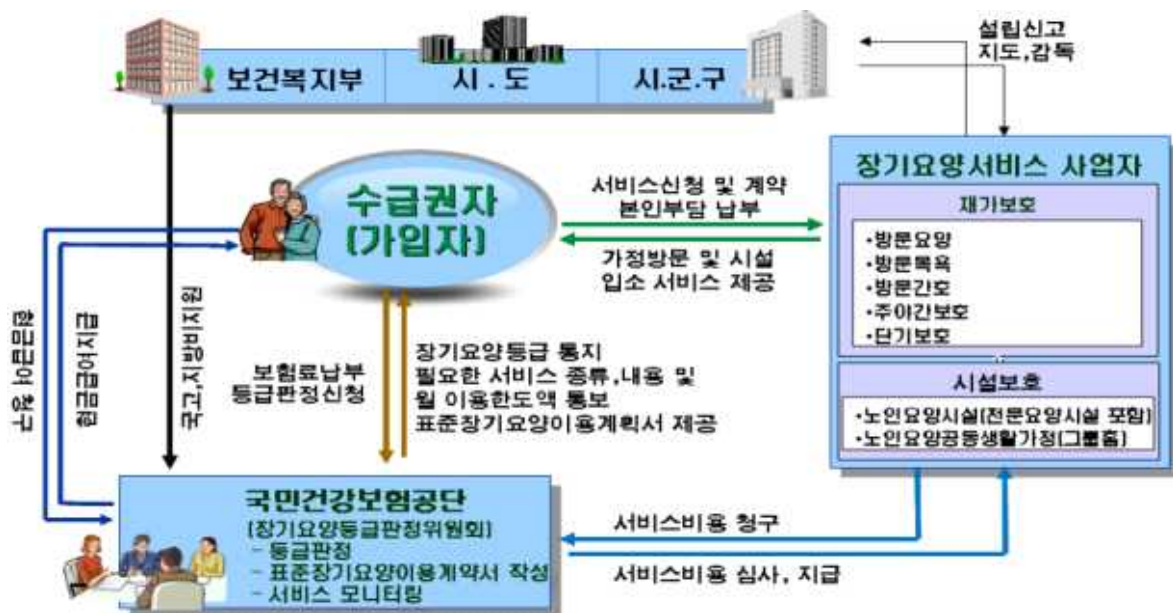 보건복지부
시 . 도
시.군.구
설립신고
지도,감독
수급권자
(가입자)
서비스신청 및 계약
본인부담 납부
가정방문 및 시설
입소 서비스 제공
장기요양서비스 사업자
재가보호
•방문요양
•방문목욕
•방문간호
•주야간보호
•단기보호
시설보호
•노인요양시설(전문요양시설 포함)
•노인요양공동생활가정(그룹홈)
현금급여 청구
현금급여지급
국고,지방비지원
보험료납부
등급판정신청
장기요양등급 통지
필요한 서비스 종류,내용 및
월 이용한도액 통보
표준장기요양이용계획서 제공
국민건강보험공단
(장기요양등급판정위원회)
- 등급판정
- 표준장기요양이용계약서 작성
- 서비스 모니터링
서비스비용 청구
서비스비용 심사, 지급